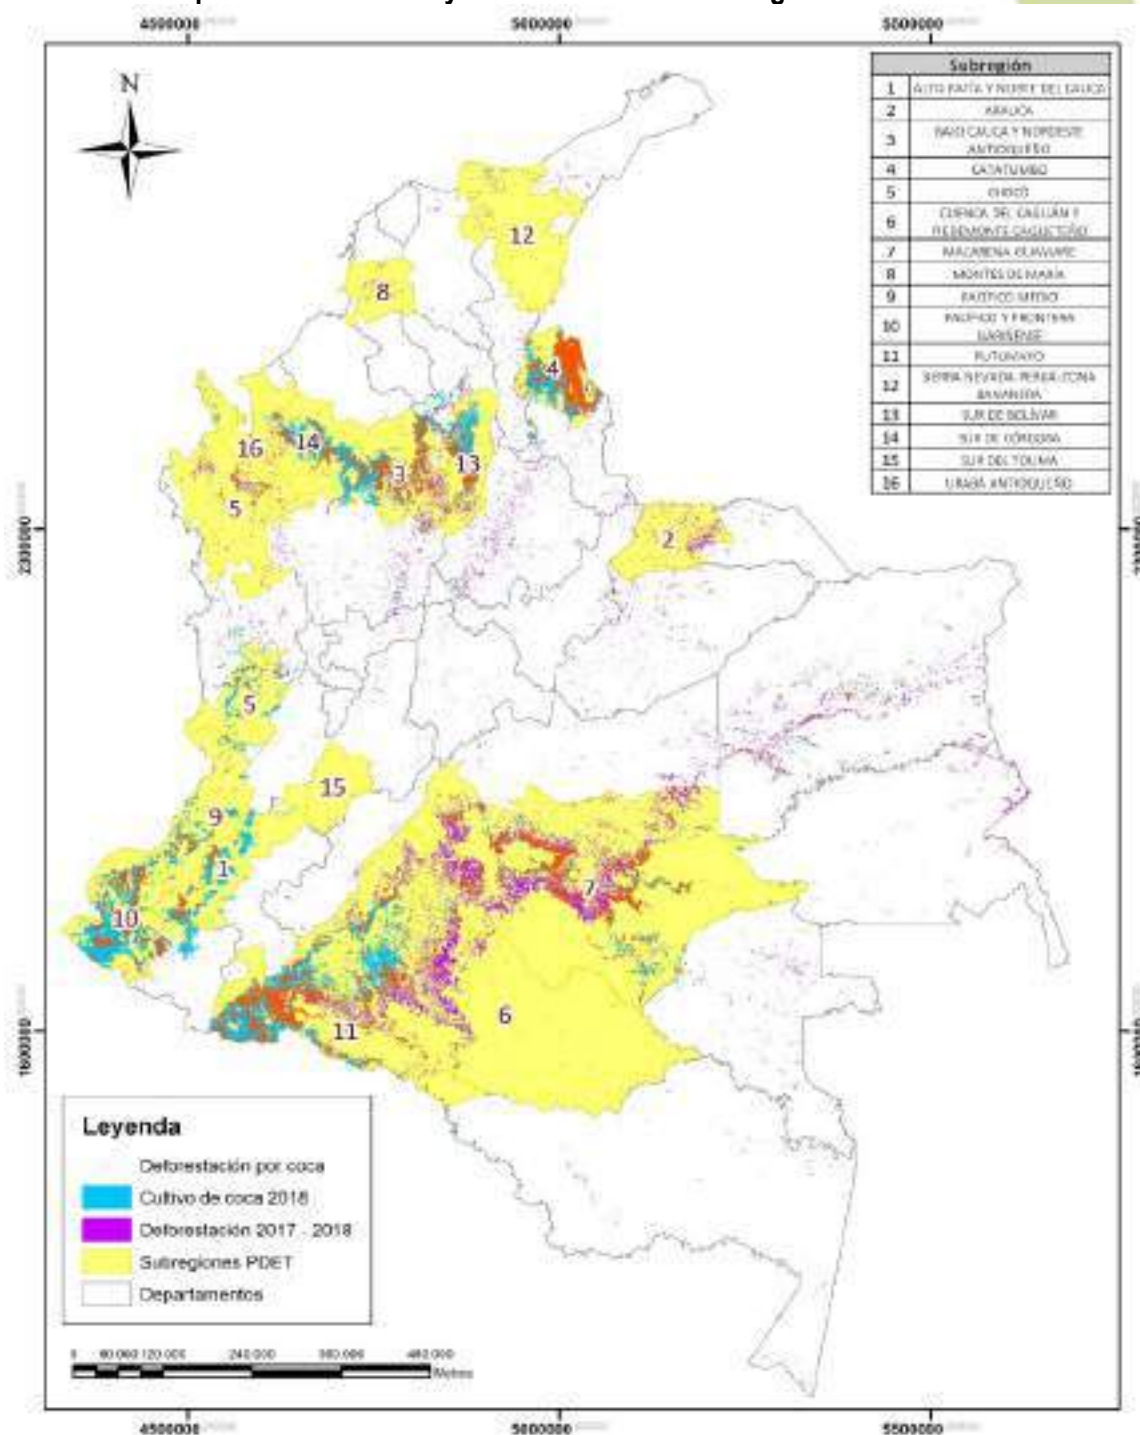 4500000 5000000 5500000
N
Subregión
1 ALTO PATÍA Y NORTE DEL CAUCA
2 ARAUCA
3 BAJO CAUCA Y NORDESTE
ANTIOQUEÑO
4 CATATUMBO
5 CHOCÓ
6 CUENCA DEL CAGUÁN Y
PIEDEMONTE CAQUETEÑO
7 MACARENA GUAVIARE
8 MONTES DE MARÍA
9 PACÍFICO MEDIO
10 PACÍFICO Y FRONTERA
NARIÑENSE
11 PUTUMAYO
12 SIERRA NEVADA PERIJÁ ZONA
BANANERA
13 SUR DE BOLÍVAR
14 SUR DE CÓRDOBA
15 SUR DEL TOLIMA
16 URABÁ ANTIOQUEÑO
12
8
4
16 14
3 13
5
2
2300000
5
15
9
1
7
10
6
11
Leyenda
Deforestación por coca
Cultivo de coca 2018
Deforestación 2017 - 2018
Subregiones PDET
Departamentos
240.000
Metros
4500000 5000000 5500000